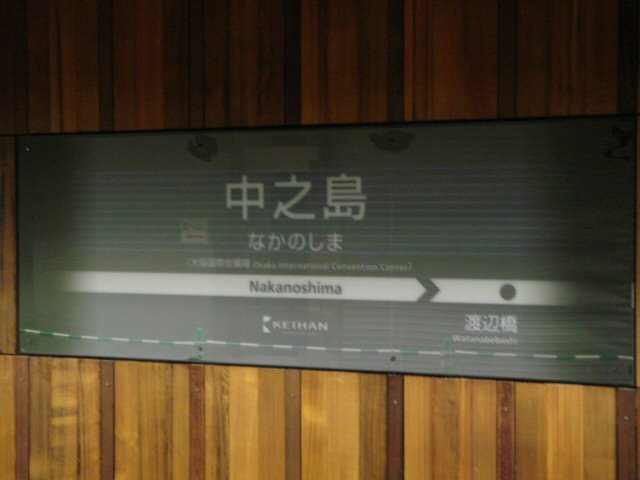 中之島
なかのしま
(大阪国際会議場 Osaka International Convention Center)
Nakanoshima
KEIHAN
渡辺橋
Watanabebashi